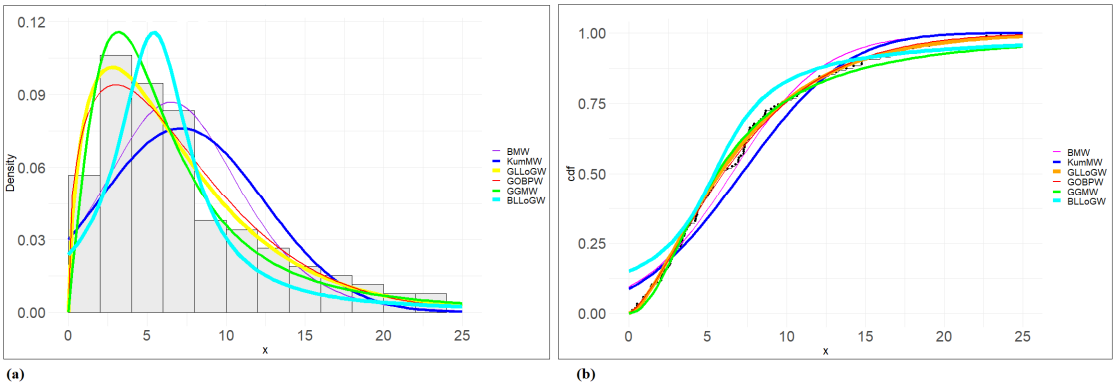 0.12
0.09
0.06
0.03
0.00
Density
0 5 10 15 20 25
x
BMW
KumMW
GLLoGW
GOBPW
GGMW
BLLoGW
(a)
1.00
0.75
0.50
0.25
0.00
cdf
0 5 10 15 20 25
x
BMW
KumMW
GLLoGW
GOBPW
GGMW
BLLoGW
(b)